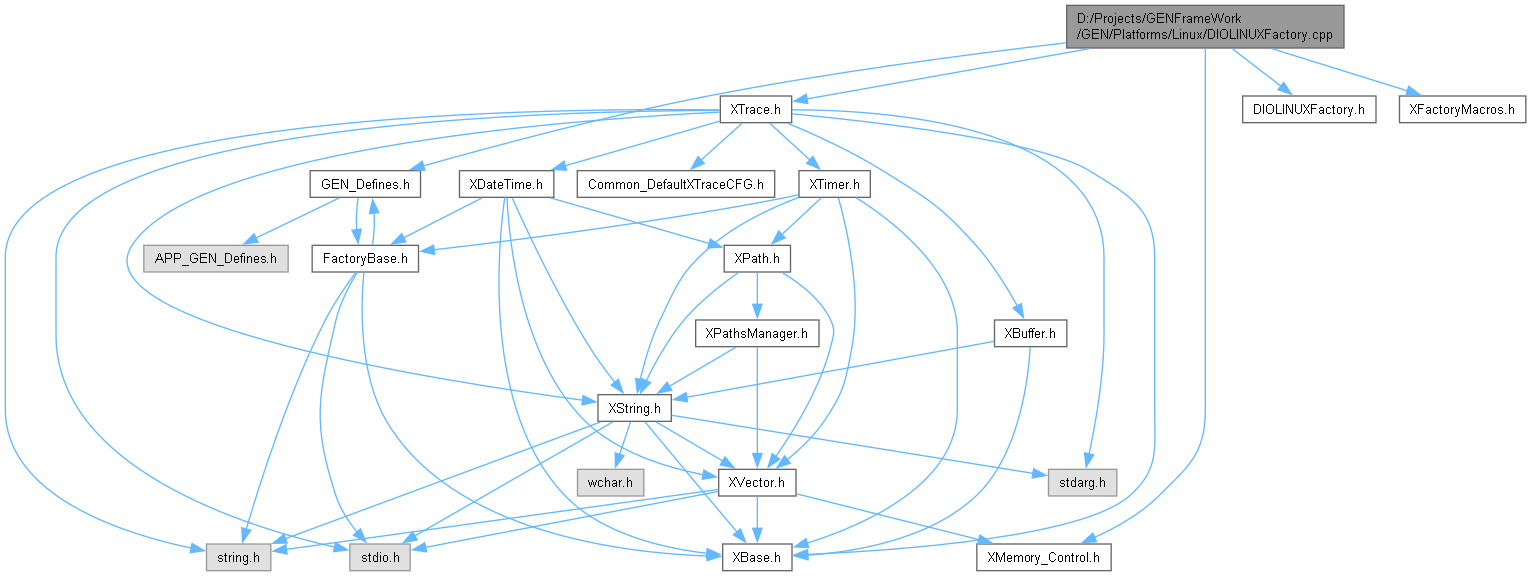 D:/Projects/GENFrameWork
/GEN/Platforms/Linux/DIOLINUXFactory.cpp
XTrace.h
DIOLINUXFactory.h
XFactoryMacros.h
GEN_Defines.h
XDateTime.h
Common_DefaultXTraceCFG.h
XTimer.h
APP_GEN_Defines.h
FactoryBase.h
XPath.h
XPathsManager.h
XBuffer.h
XString.h
wchar.h
XVector.h
stdarg.h
string.h
stdio.h
XBase.h
XMemory_Control.h